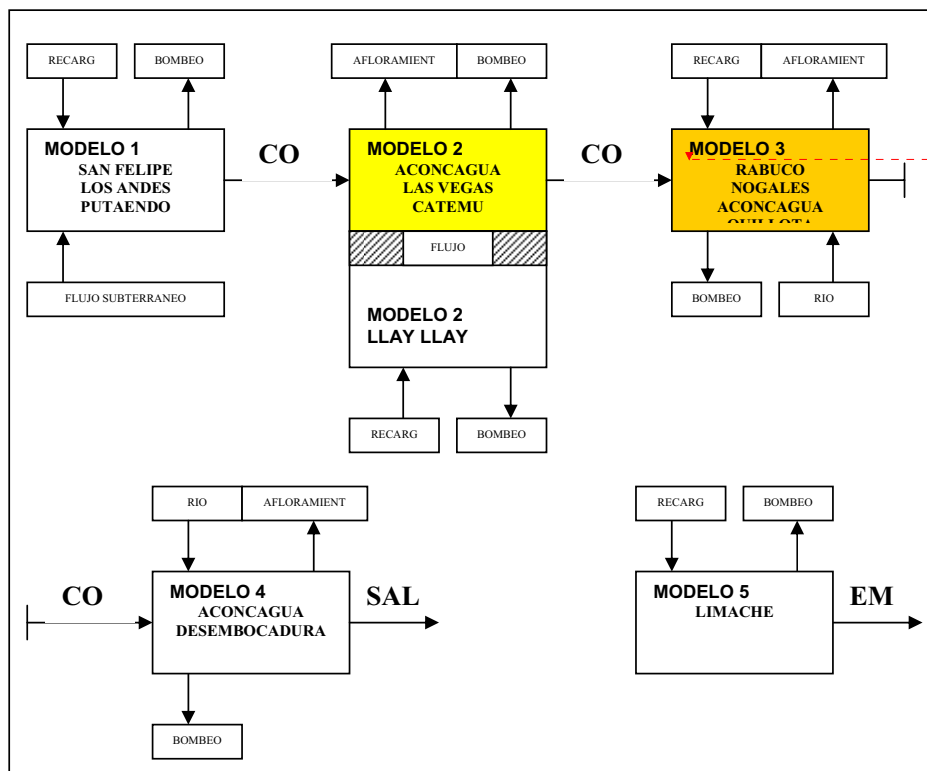 RECARG
BOMBEO
AFLORAMIENT
BOMBEO
RECARG
AFLORAMIENT
MODELO 1
SAN FELIPE
LOS ANDES
PUTAENDO
CO
MODELO 2
ACONCAGUA
LAS VEGAS
CATEMU
CO
MODELO 3
RABUCO
NOGALES
ACONCAGUA
QUILLOTA
FLUJO
FLUJO SUBTERRANEO
MODELO 2
LLAY LLAY
BOMBEO
RIO
RECARG
BOMBEO
RIO
AFLORAMIENT
RECARG
BOMBEO
CO
MODELO 4
ACONCAGUA
DESEMBOCADURA
SAL
MODELO 5
LIMACHE
EM
BOMBEO